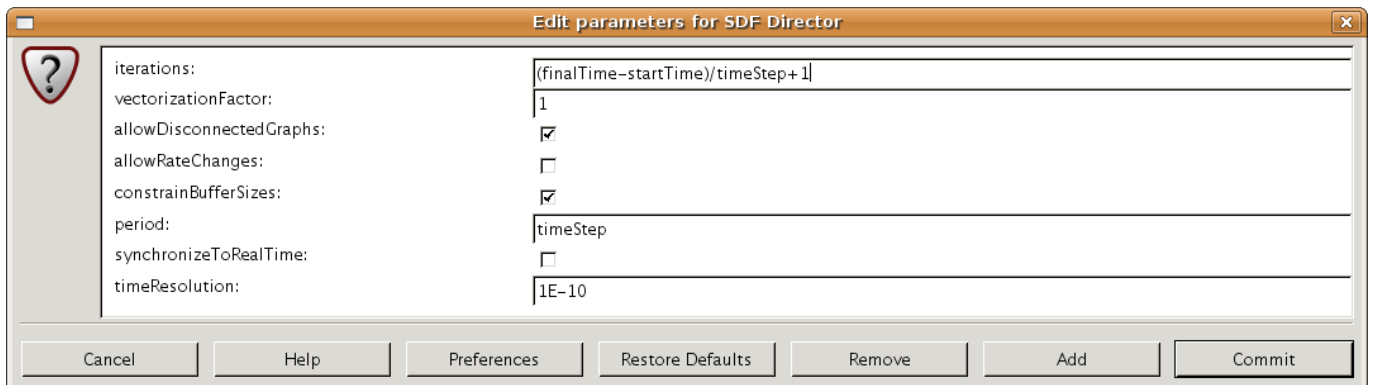 Edit parameters for SDF Director
iterations: (finalTime-startTime)/timeStep+1
vectorizationFactor: 1
allowDisconnectedGraphs:
allowRateChanges:
constrainBufferSizes:
period: timeStep
synchronizeToRealTime:
timeResolution: 1E-10
Cancel Help Preferences Restore Defaults Remove Add Commit